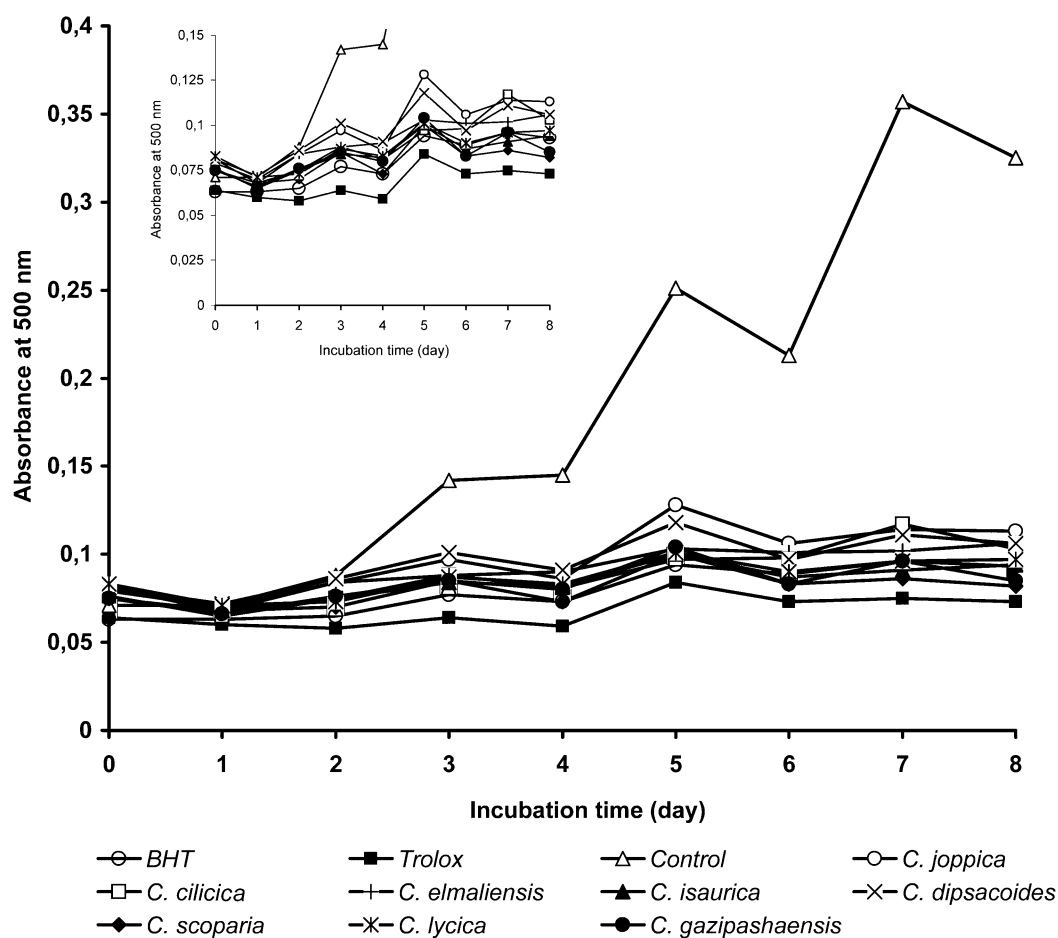 0,4
0,35
0,3
0,25
0,2
0,15
0,1
0,05
0
Absorbance at 500 nm
0 1 2 3 4 5 6 7 8
Incubation time (day)
0,15
0,125
0,1
0,075
0,05
0,025
0
Absorbance at 500 nm
0 1 2 3 4 5 6 7 8
Incubation time (day)
BHT Trolox Control C. joppica
C. cilicica C. elmaliensis C. isaurica C. dipsacoides
C. scoparia C. lycica C. gazipashaensis